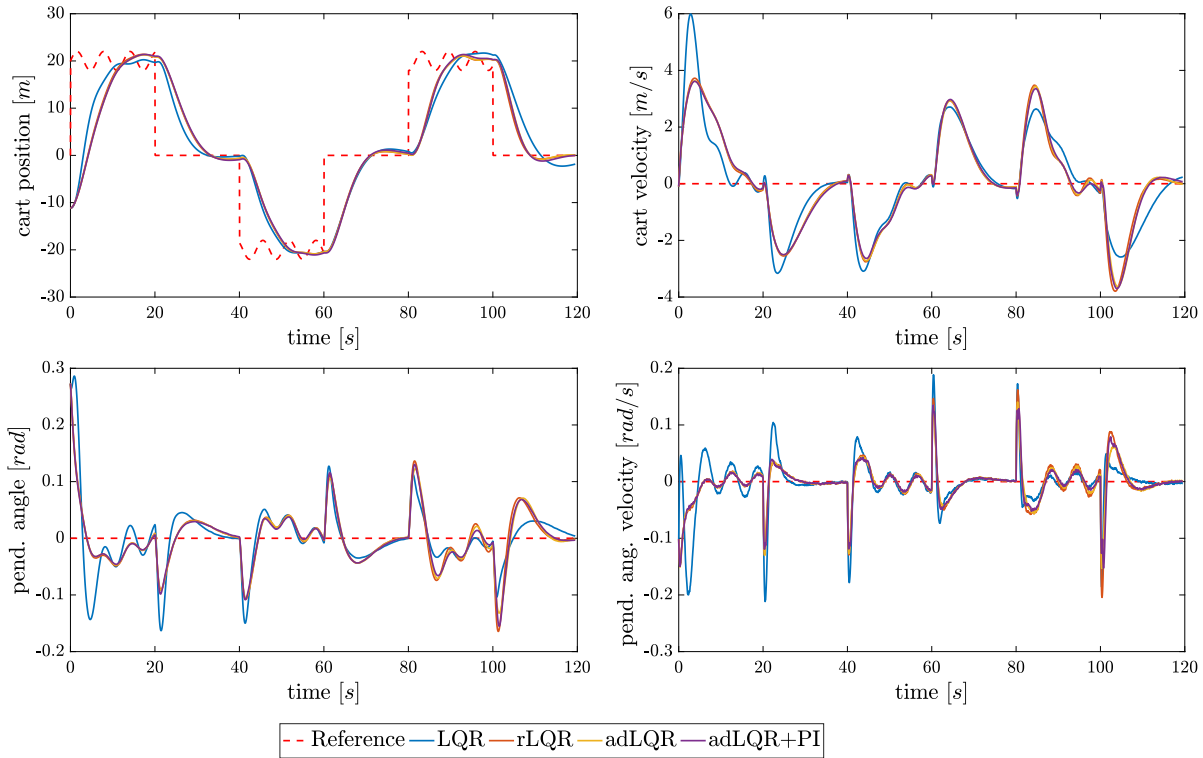 30
20
10
0
-10
-20
-30
0 20 40 60 80 100 120
cart position [m]
time [s]
6
4
2
0
-2
-4
0 20 40 60 80 100 120
cart velocity [m/s]
time [s]
0.3
0.2
0.1
0
-0.1
-0.2
0 20 40 60 80 100 120
pend. angle [rad]
time [s]
0.2
0.1
0
-0.1
-0.2
-0.3
0 20 40 60 80 100 120
pend. ang. velocity [rad/s]
time [s]
Reference LQR rLQR adLQR adLQR+PI